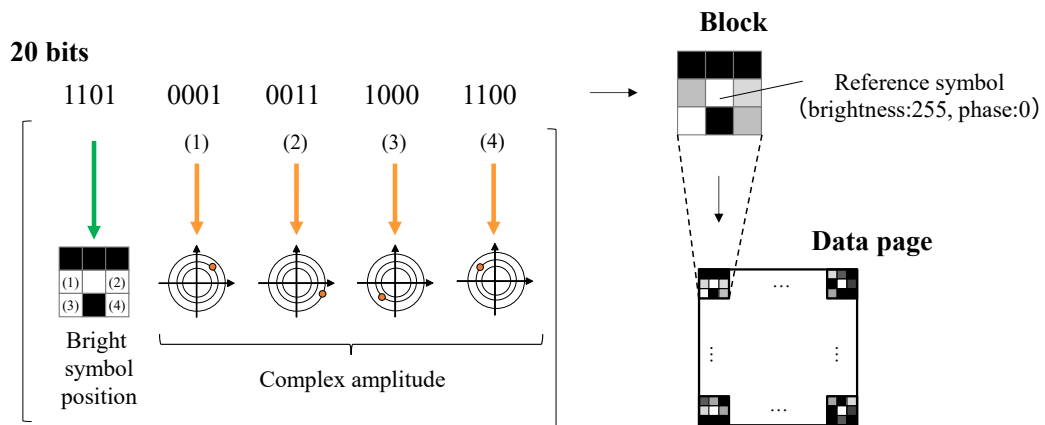 20 bits
1101 0001 0011 1000 1100
(1) (2) (3) (4)
(1) (2)
(3) (4)
Bright
symbol
position
Complex amplitude
Block
Reference symbol
(brightness:255, phase:0)
Data page
…
⋮ ⋮
…